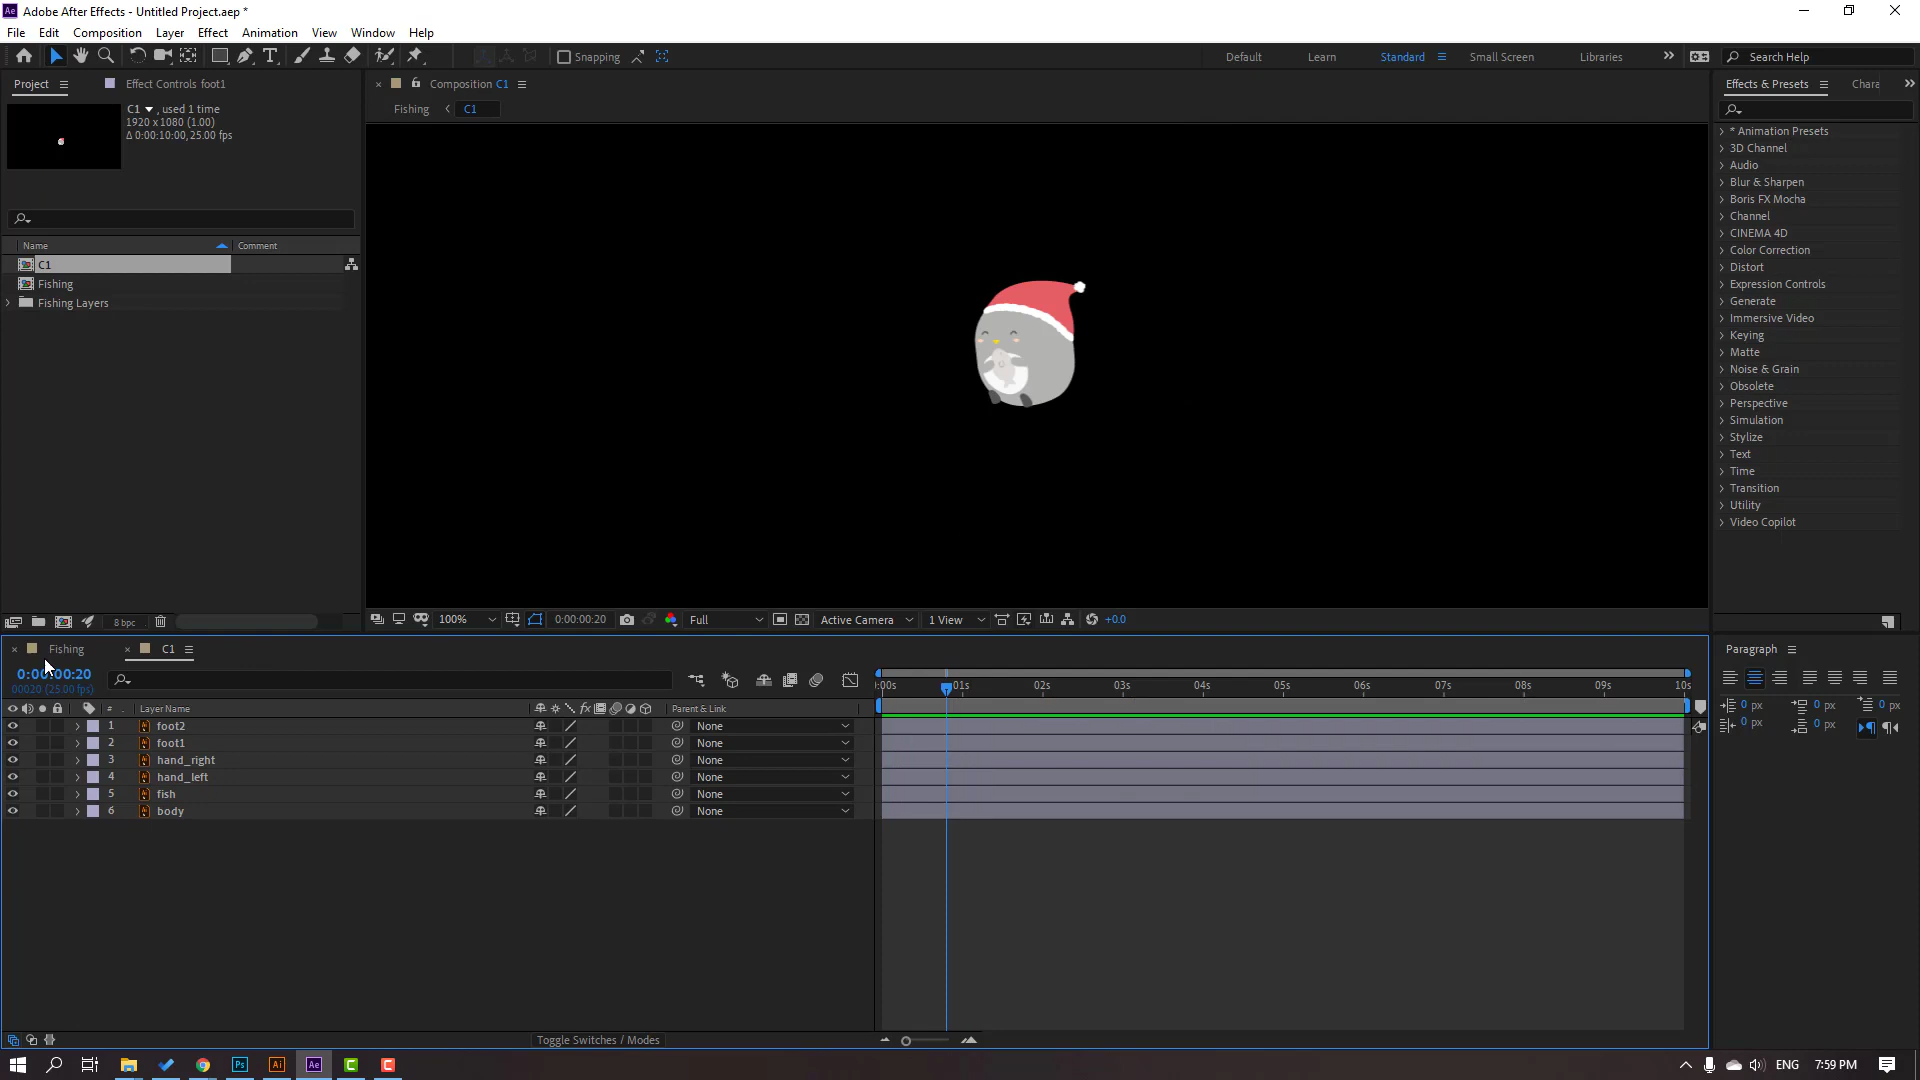 Ae Adobe After Effects - Untitled Project.aep *
File Edit Composition Layer Effect Animation View Window Help
Snapping
Default Learn Standard Small Screen Libraries
Search Help
Project
Effect Controls foot1
C1 , used 1 time
1920 x 1080 (1.00)
Δ 0:00:10:00, 25.00 fps
Name Comment
C1
Fishing
Fishing Layers
8 bpc
Composition C1
Fishing C1
100% 0:00:00:20 Full Active Camera 1 View +0.0
Effects & Presets Chara
* Animation Presets
3D Channel
Audio
Blur & Sharpen
Boris FX Mocha
Channel
CINEMA 4D
Color Correction
Distort
Expression Controls
Generate
Immersive Video
Keying
Matte
Noise & Grain
Obsolete
Perspective
Simulation
Stylize
Text
Time
Transition
Utility
Video Copilot
Fishing C1
0:00:00:20
00020 (25.00 fps)
# Layer Name fx Parent & Link
1 foot2 None
2 foot1 None
3 hand_right None
4 hand_left None
5 fish None
6 body None
:00s 01s 02s 03s 04s 05s 06s 07s 08s 09s 10s
Toggle Switches / Modes
Paragraph
0 px 0 px 0 px
0 px 0 px
Ps Ai Ae C C
ENG 7:59 PM